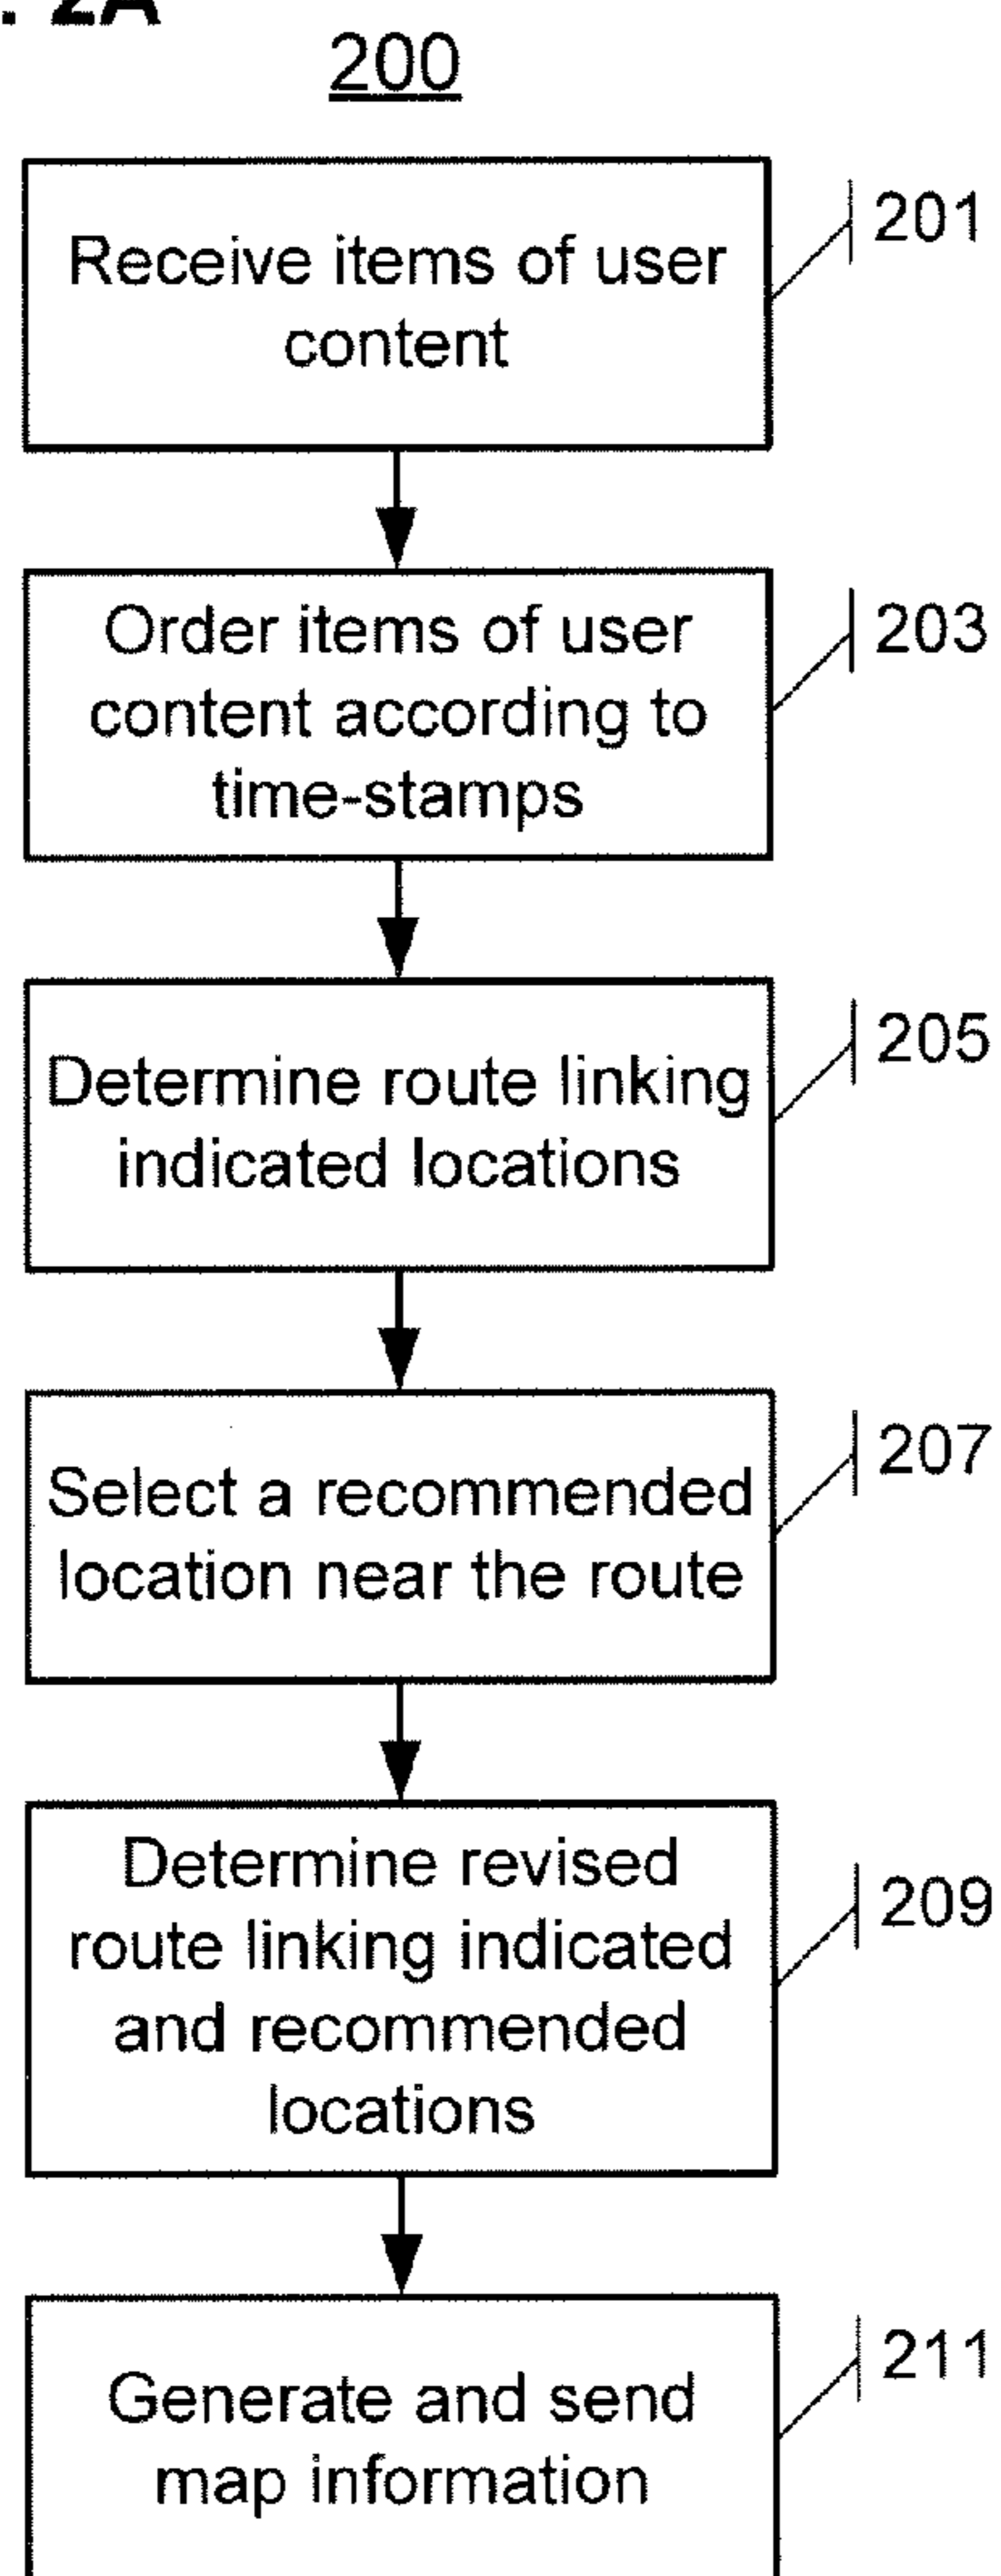 . 2A
200
Receive items of user
content
201
Order items of user
content according to
time-stamps
203
Determine route linking
indicated locations
205
Select a recommended
location near the route
207
Determine revised
route linking indicated
and recommended
locations
209
Generate and send
map information
211